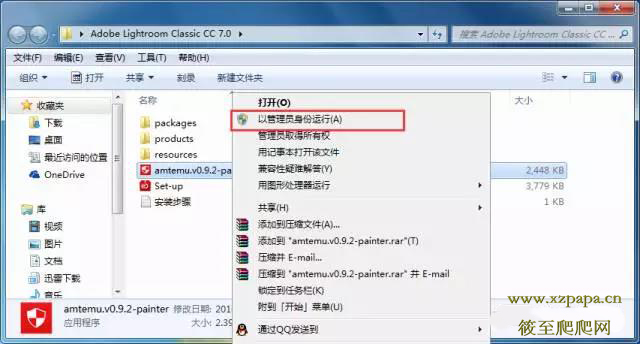 Adobe Lightroom Classic CC 7.0
搜索 Adobe Lightroom Classic CC ...
文件(F) 编辑(E) 查看(V) 工具(T) 帮助(H)
组织 打开 共享 刻录 新建文件夹
名称
收藏夹
下载
桌面
最近访问的位置
OneDrive
库
视频
图片
文档
迅雷下载
音乐
packages
products
resources
amtemu.v0.9.2-pa
Set-up
安装步骤
大小
2,448 KB
3,779 KB
1 KB
打开(O)
以管理员身份运行(A)
管理员取得所有权
用记事本打开该文件
兼容性疑难解答(Y)
用图形处理器运行
共享(H)
添加到压缩文件(A)...
添加到 "amtemu.v0.9.2-painter.rar"(T)
压缩并 E-mail...
压缩到 "amtemu.v0.9.2-painter.rar" 并 E-mail
锁定到任务栏(K)
附到「开始」菜单(U)
通过QQ发送到
amtemu.v0.9.2-painter 修改日期: 201
应用程序 大小: 2.39
www.xzpapa.cn
筱至爬爬网